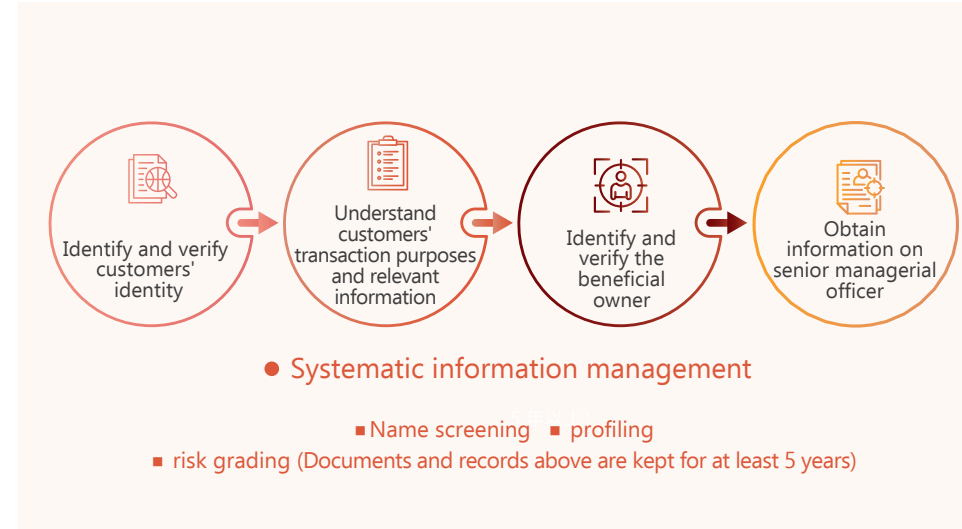 Identify and verify
customers'
identity
Understand
customers'
transaction purposes
and relevant
information
Identify and
verify the
beneficial
owner
Obtain
information on
senior managerial
officer
● Systematic information management
■ Name screening ■ profiling
■ risk grading (Documents and records above are kept for at least 5 years)